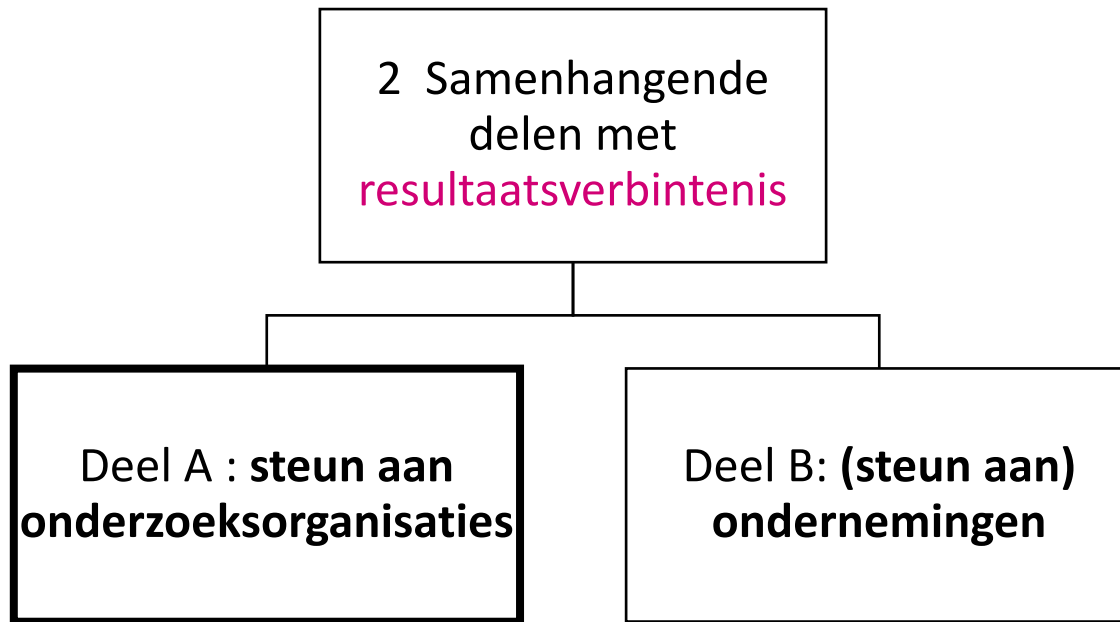 2  Samenhangende
delen met
resultaatsverbintenis
Deel A : steun aan
onderzoeksorganisaties
Deel B: (steun aan)
ondernemingen